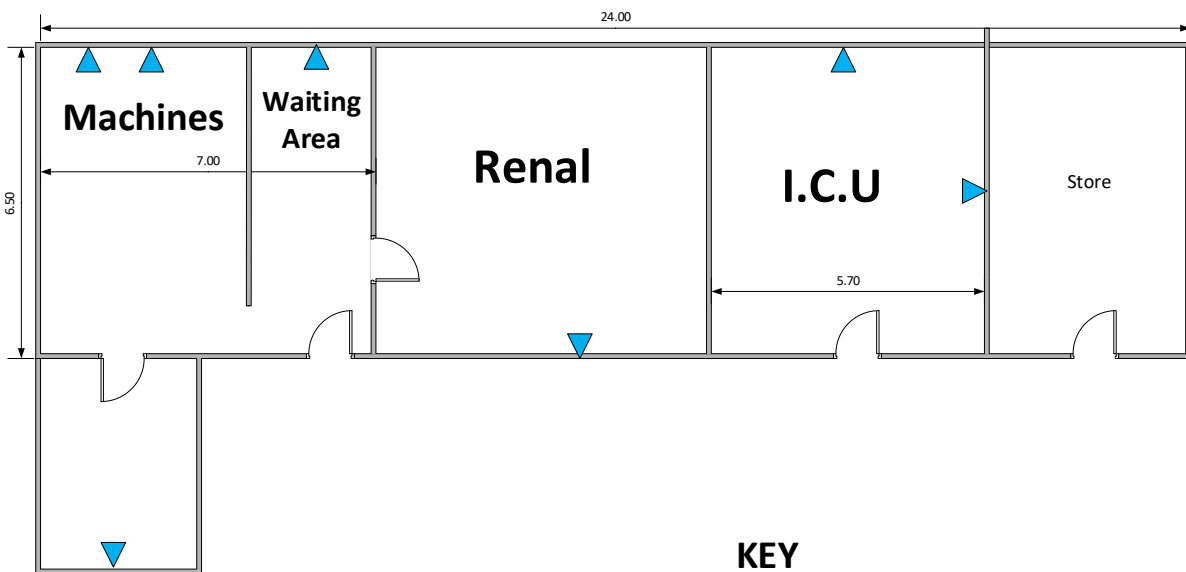 24.00
Machines
Waiting
Area
7.00
6.50
Renal
I.C.U
Store
5.70
KEY